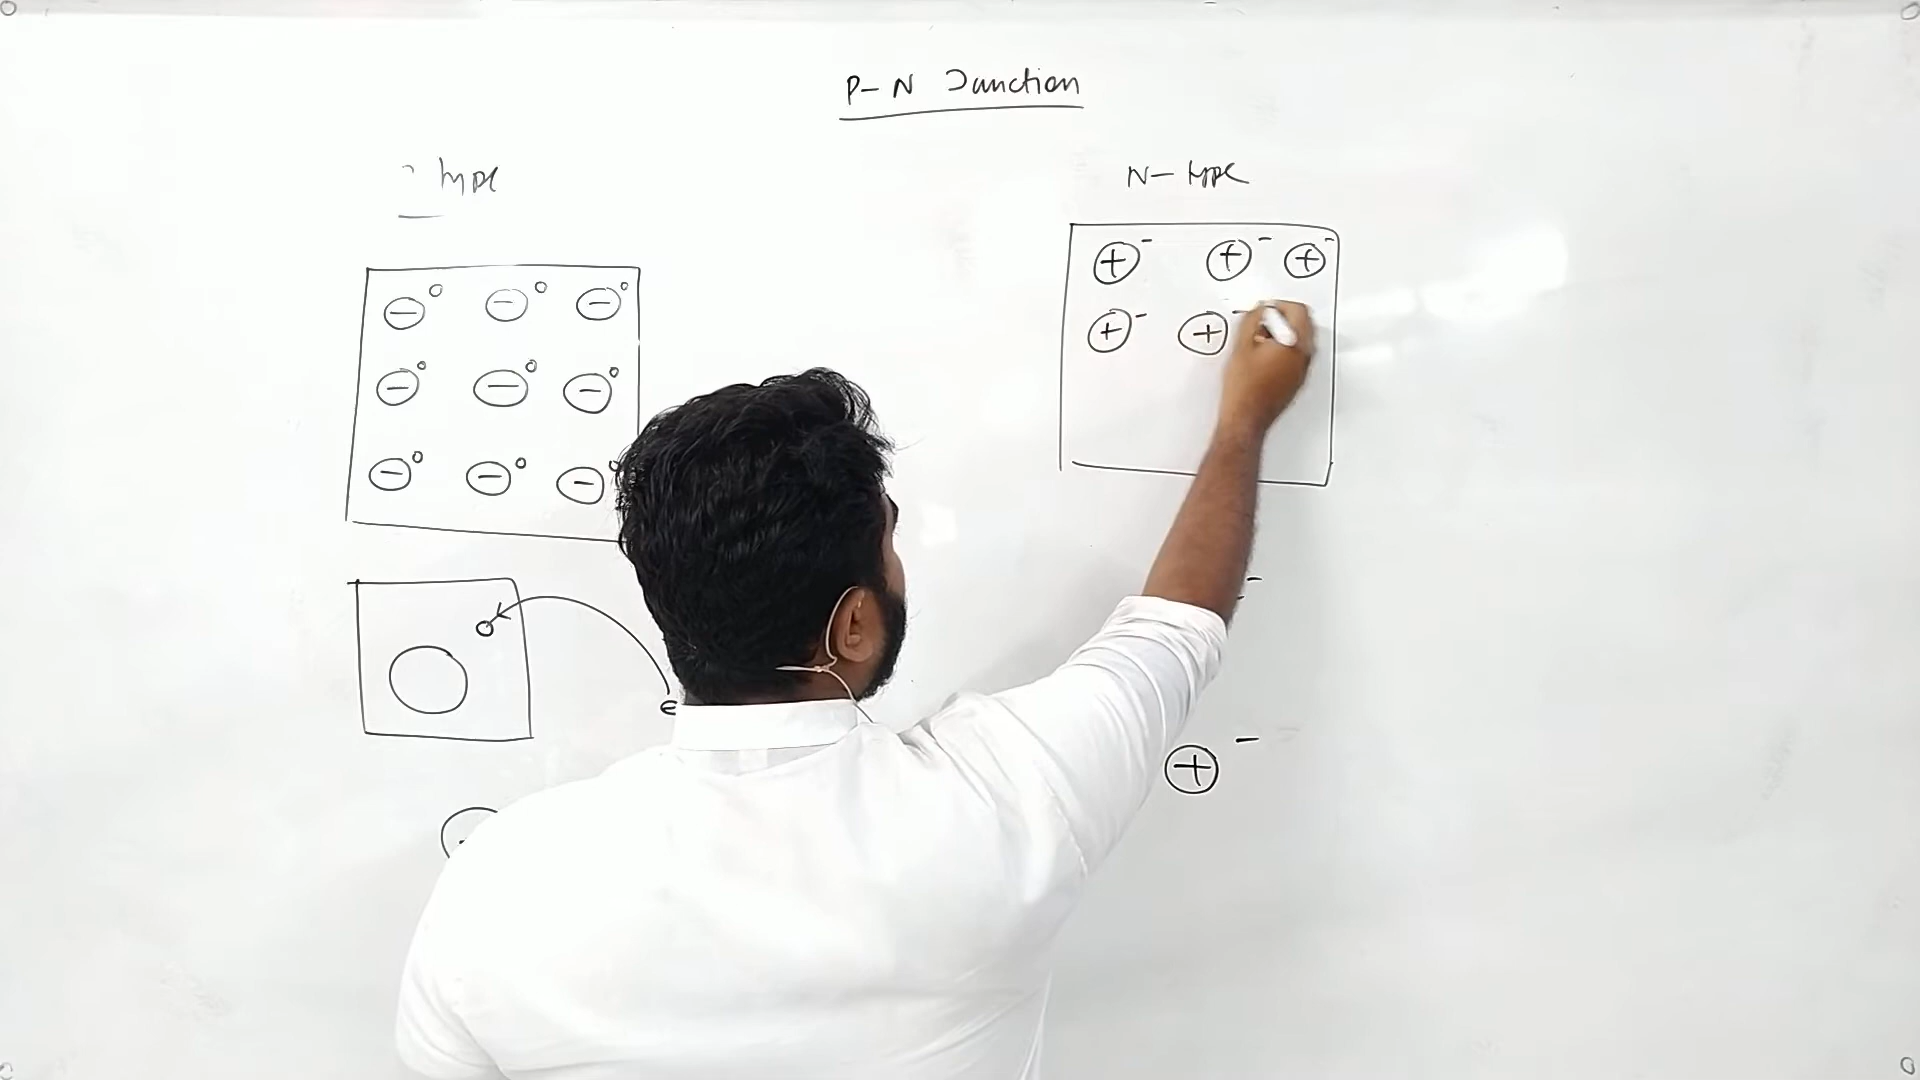 P-N Junction
type
N-type
⊖° ⊖° ⊖°
⊖° ⊖° ⊖°
⊖° ⊖° ⊖°
⊕⁻ ⊕⁻ ⊕⁻
⊕⁻ ⊕⁻
e
⊕⁻